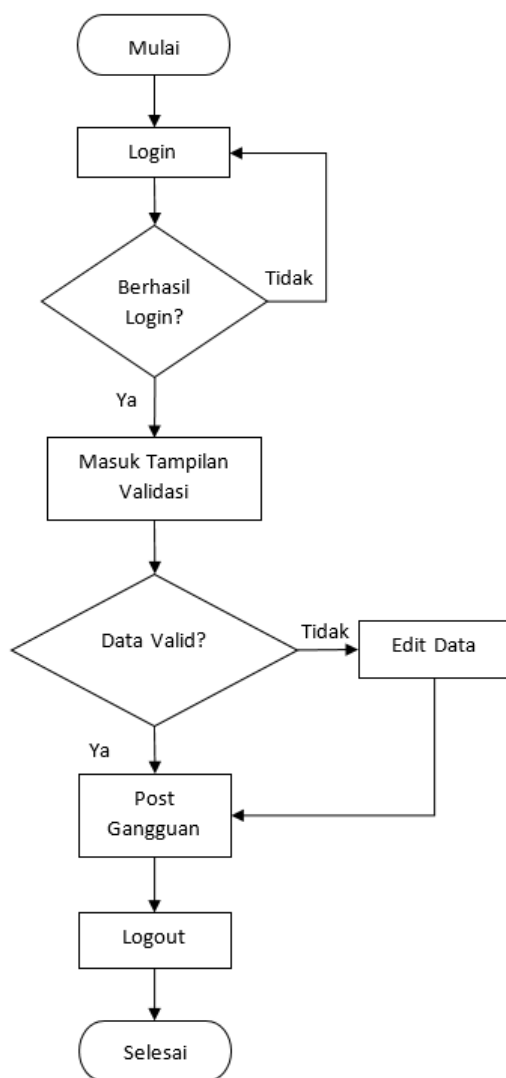 Mulai
Login
Tidak
Berhasil
Login?
Ya
Masuk Tampilan
Validasi
Data Valid?
Tidak
Edit Data
Ya
Post
Gangguan
Logout
Selesai